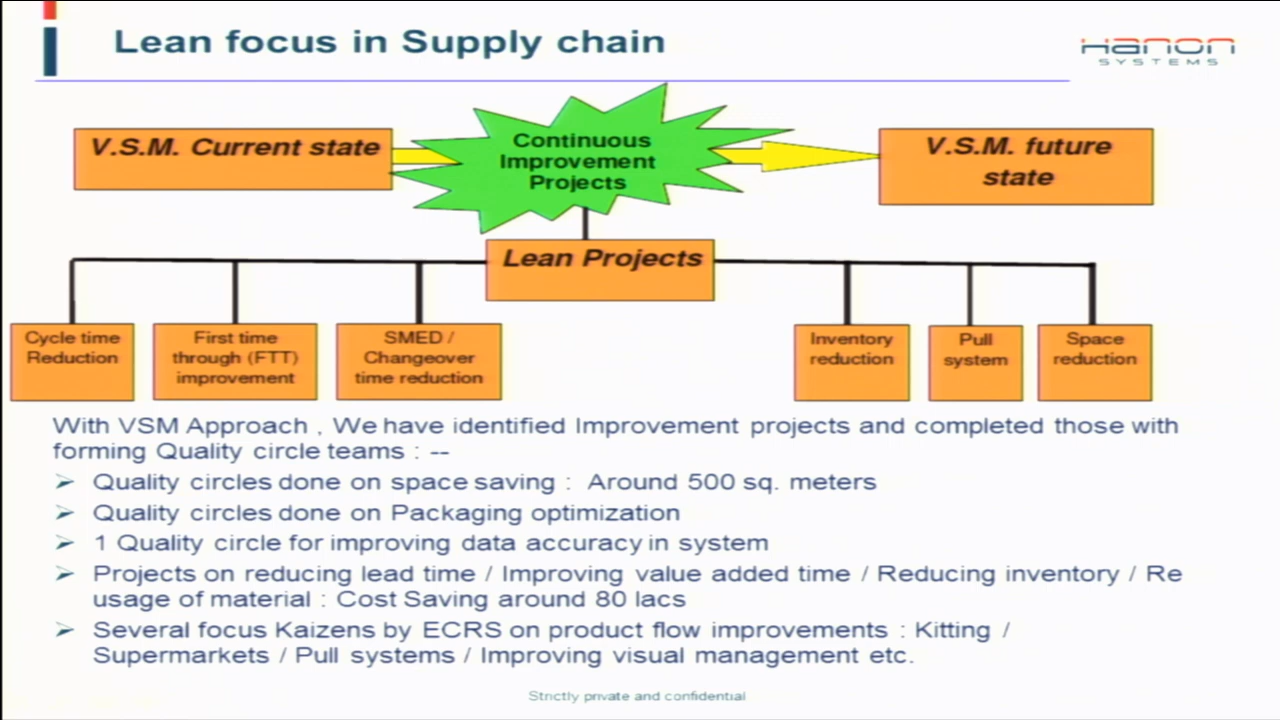 Lean focus in Supply chain
Hanon
SYSTEMS
V.S.M. Current state
Continuous
Improvement
Projects
V.S.M. future
state
Lean Projects
Cycle time
Reduction
First time
through (FTT)
improvement
SMED /
Changeover
time reduction
Inventory
reduction
Pull
system
Space
reduction
With VSM Approach , We have identified Improvement projects and completed those with
forming Quality circle teams : --
➢ Quality circles done on space saving : Around 500 sq. meters
➢ Quality circles done on Packaging optimization
➢ 1 Quality circle for improving data accuracy in system
➢ Projects on reducing lead time / Improving value added time / Reducing inventory / Re
usage of material : Cost Saving around 80 lacs
➢ Several focus Kaizens by ECRS on product flow improvements : Kitting /
Supermarkets / Pull systems / Improving visual management etc.
Strictly private and confidential